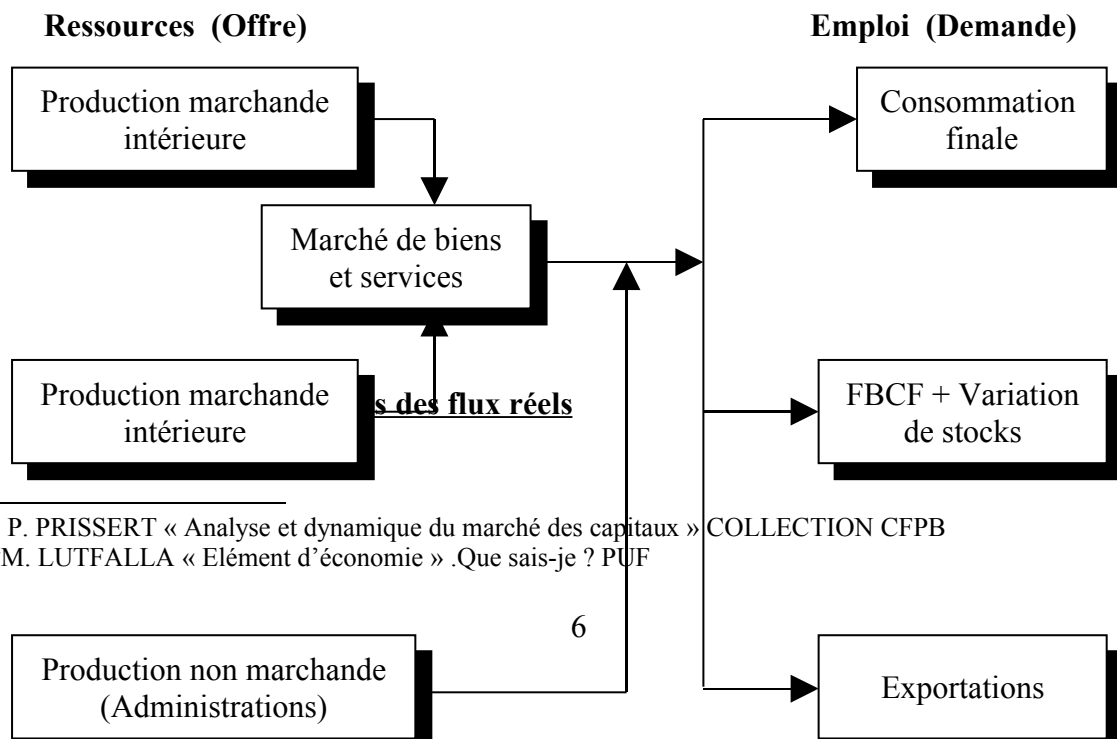 Ressources (Offre)
Emploi (Demande)
Production marchande
intérieure
Consommation
finale
Marché de biens
et services
Production marchande
intérieure
s des flux réels
FBCF + Variation
de stocks
P. PRISSERT « Analyse et dynamique du marché des capitaux » COLLECTION CFPB
M. LUTFALLA « Elément d’économie » .Que sais-je ? PUF
6
Production non marchande
(Administrations)
Exportations